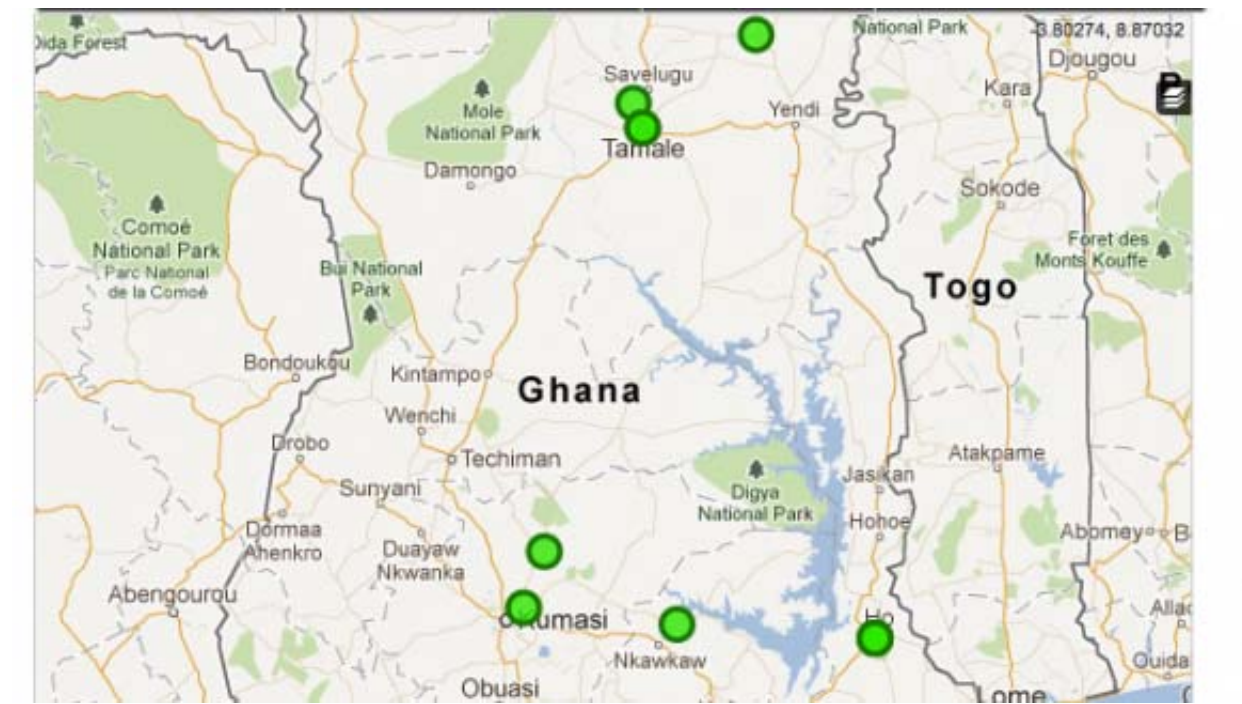 Oida Forest
National Park
-3.80274, 8.87032
Djougou
Savelugu
Kara
Mole
National Park
Yendi
Tamale
Damongo
Sokode
Comoé
National Park
Parc National
de la Comoé
Foret des
Monts Kouffe
Bui National
Park
Togo
Bondoukou
Kintampo
Ghana
Wenchi
Drobo
Techiman
Atakpame
Jasikan
Sunyani
Digya
National Park
Hohoe
Dormaa
Ahenkro
Abomey
B
Duayaw
Nkwanka
Abengourou
Allad
Kumasi
Ho
Nkawkaw
Ouida
Obuasi
Lome